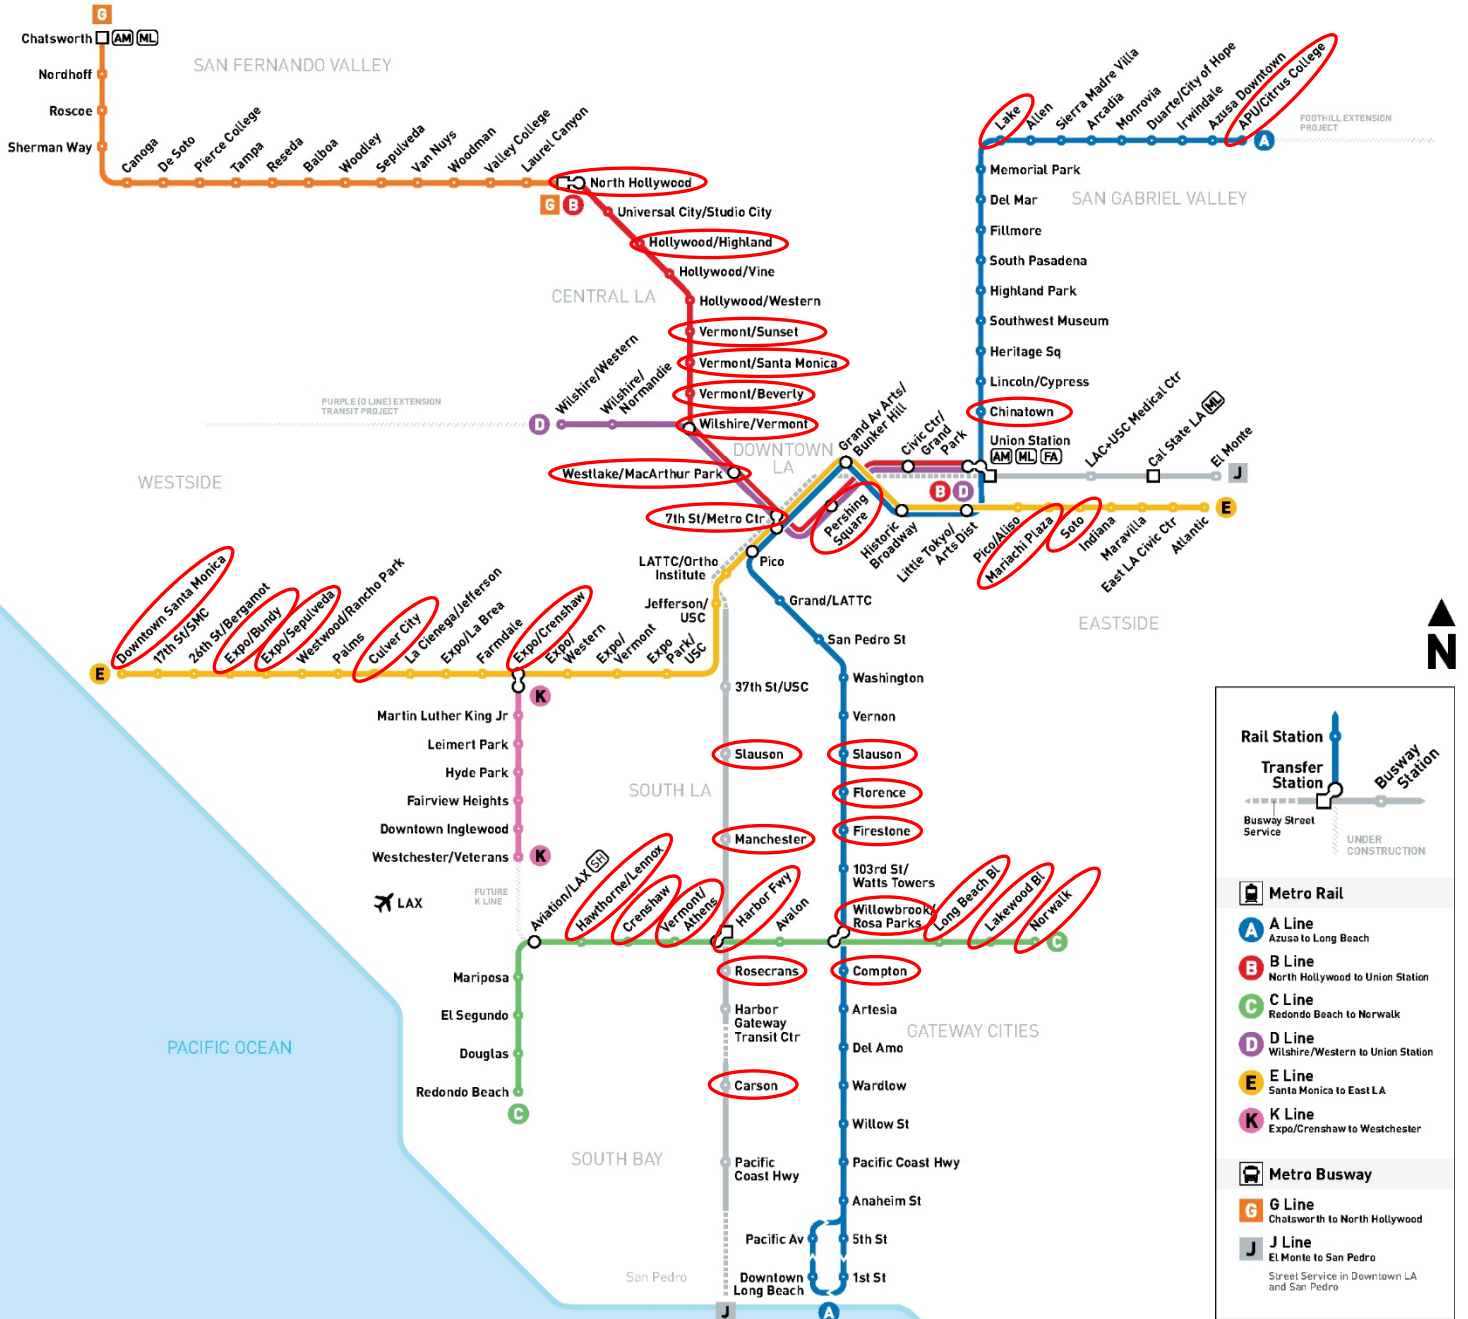 G
Chatsworth
AM
ML
Nordhoff
Roscoe
Sherman Way
SAN FERNANDO VALLEY
Canoga
De Soto
Pierce College
Tampa
Reseda
Balboa
Woodley
Sepulveda
Van Nuys
Woodman
Valley College
Laurel Canyon
North Hollywood
G
B
Universal City/Studio City
Hollywood/Highland
Hollywood/Vine
CENTRAL LA
Hollywood/Western
Vermont/Sunset
Vermont/Santa Monica
Vermont/Beverly
Wilshire/Vermont
Wilshire/Western
Wilshire/
Normandie
D
PURPLE (D LINE) EXTENSION
TRANSIT PROJECT
WESTSIDE
Westlake/MacArthur Park
7th St/Metro Ctr
DOWNTOWN
LA
Pershing
Square
Grand Av Arts/
Bunker Hill
Civic Ctr/
Grand
Park
Historic
Broadway
Little Tokyo/
Arts Dist
B
D
Lake
Allen
Sierra Madre Villa
Arcadia
Monrovia
Duarte/City of Hope
Irwindale
Azusa Downtown
APU/Citrus College
A
FOOTHILL EXTENSION
PROJECT
Memorial Park
Del Mar
SAN GABRIEL VALLEY
Fillmore
South Pasadena
Highland Park
Southwest Museum
Heritage Sq
Lincoln/Cypress
Chinatown
Union Station
AM
ML
FA
LAC+USC Medical Ctr
Cal State LA
ML
El Monte
J
E
Pico/Aliso
Mariachi Plaza
Soto
Indiana
Maravilla
East LA Civic Ctr
Atlantic
EASTSIDE
LATTC/Ortho
Institute
Pico
Jefferson/
USC
Grand/LATTC
San Pedro St
Washington
Vernon
Slauson
Florence
Firestone
103rd St/
Watts Towers
Willowbrook/
Rosa Parks
Compton
Artesia
GATEWAY CITIES
Del Amo
Wardlow
Willow St
Pacific Coast Hwy
Anaheim St
Pacific Av
5th St
Downtown
Long Beach
1st St
A
E
Downtown Santa Monica
17th St/SMC
26th St/Bergamot
Expo/Bundy
Expo/Sepulveda
Westwood/Rancho Park
Palms
Culver City
La Cienega/Jefferson
Expo/La Brea
Farmdale
Expo/Crenshaw
Expo/
Western
Expo/
Vermont
Expo
Park/
USC
K
Martin Luther King Jr
Leimert Park
Hyde Park
Fairview Heights
Downtown Inglewood
Westchester/Veterans
K
LAX
FUTURE
K LINE
37th St/USC
Slauson
SOUTH LA
Manchester
Aviation/LAX
SH
Hawthorne/Lennox
Crenshaw
Vermont/
Athens
Harbor Fwy
Avalon
Long Beach Bl
Lakewood Bl
Norwalk
C
Mariposa
El Segundo
Douglas
Redondo Beach
C
Rosecrans
Harbor
Gateway
Transit Ctr
Carson
SOUTH BAY
Pacific
Coast Hwy
San Pedro
J
PACIFIC OCEAN
N
Rail Station
Transfer
Station
Busway
Station
Busway Street
Service
UNDER
CONSTRUCTION
Metro Rail
A
A Line
Azusa to Long Beach
B
B Line
North Hollywood to Union Station
C
C Line
Redondo Beach to Norwalk
D
D Line
Wilshire/Western to Union Station
E
E Line
Santa Monica to East LA
K
K Line
Expo/Crenshaw to Westchester
Metro Busway
G
G Line
Chatsworth to North Hollywood
J
J Line
El Monte to San Pedro
Street Service in Downtown LA
and San Pedro